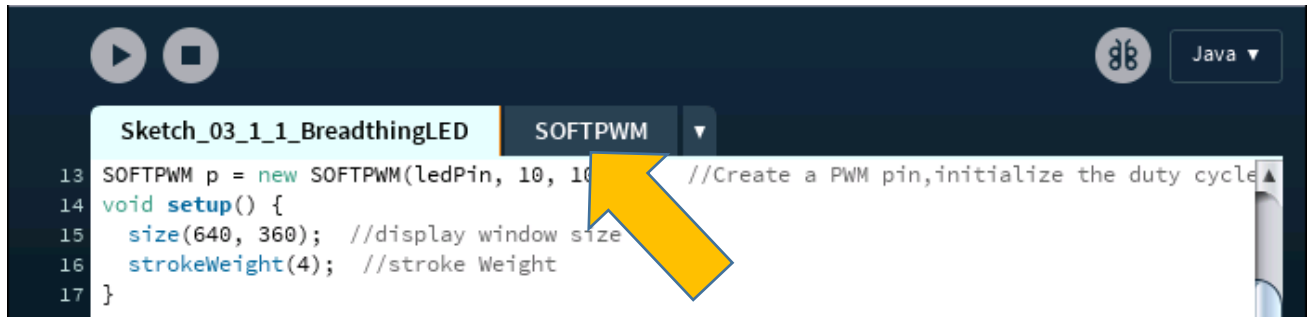 Java ▼
Sketch_03_1_1_BreadthingLED SOFTPWM ▼
13 SOFTPWM p = new SOFTPWM(ledPin, 10, //Create a PWM pin,initialize the duty cycle
14 void setup() {
15 size(640, 360); //display window size
16 strokeWeight(4); //stroke Weight
17 }